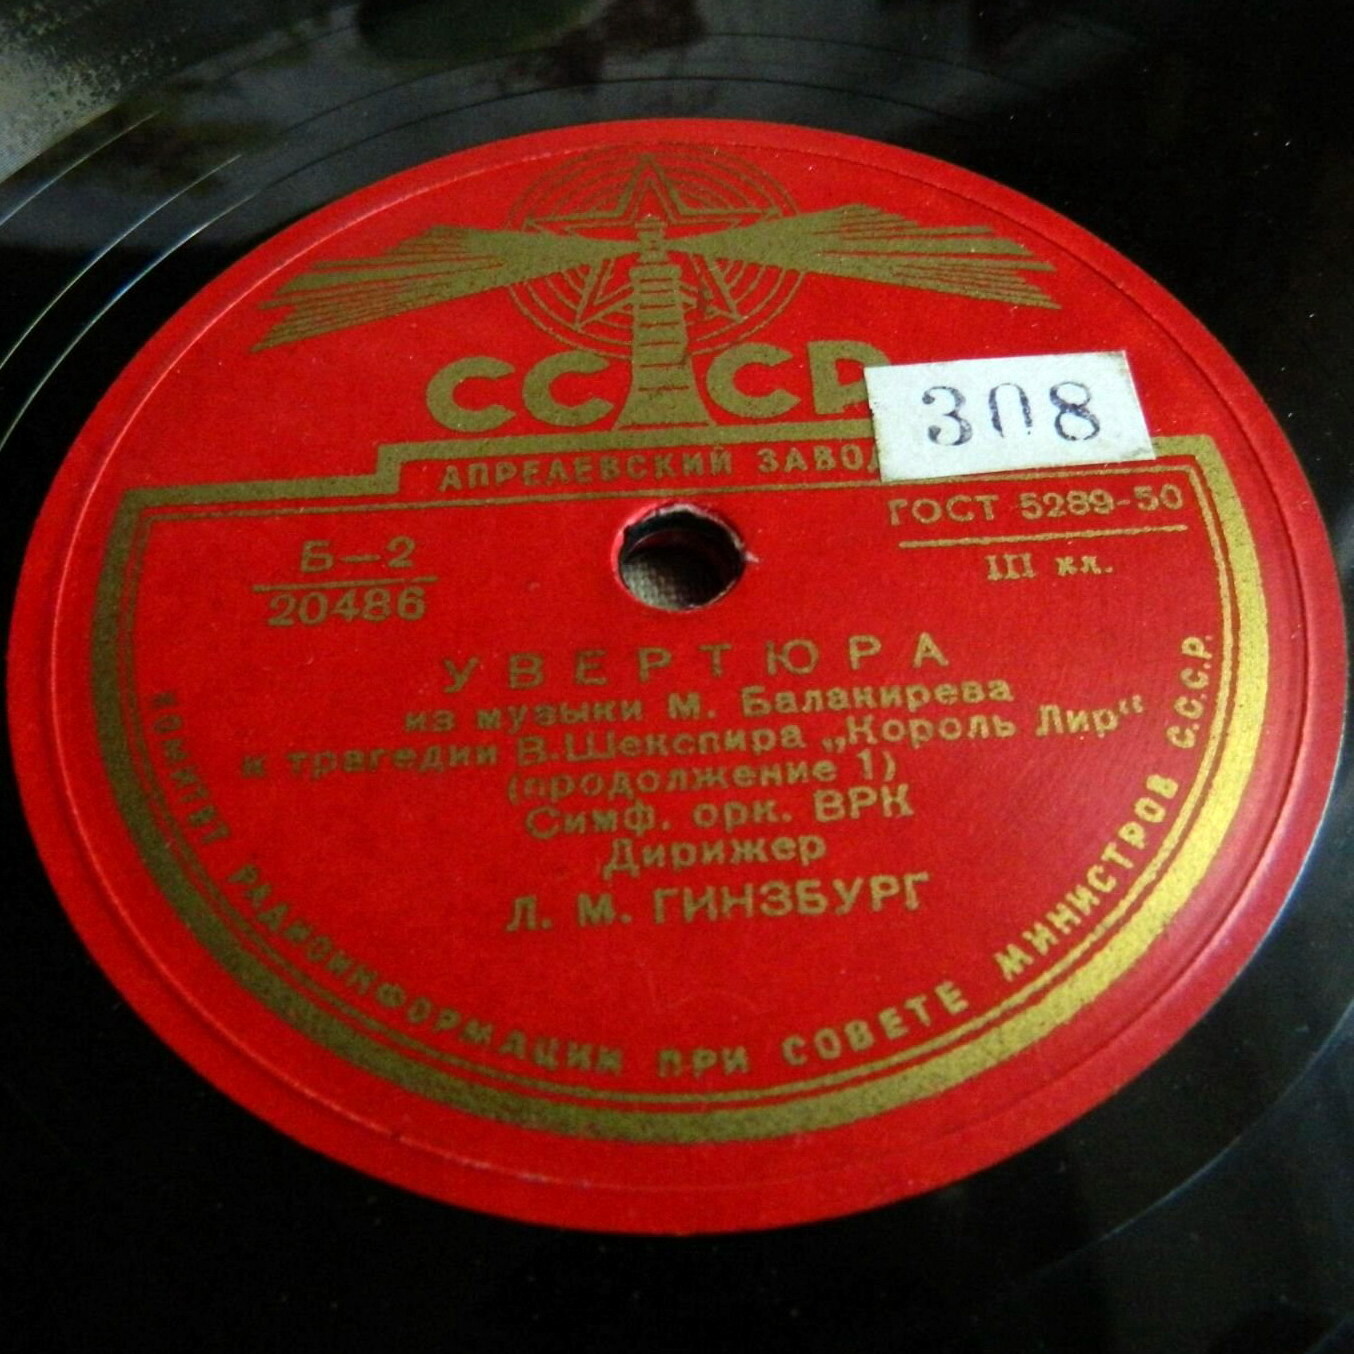 СССР
308
АПРЕЛЕВСКИЙ ЗАВОД
ГОСТ 5289-50
III кл.
Б—2
20486
УВЕРТЮРА
из музыки М. Балакирева
к трагедии В.Шекспира „Король Лир“
(продолжение 1)
Симф. орк. ВРК
Дирижер
Л. М. ГИНЗБУРГ
КОМИТЕТ РАДИОИНФОРМАЦИИ ПРИ СОВЕТЕ МИНИСТРОВ С.С.С.Р.